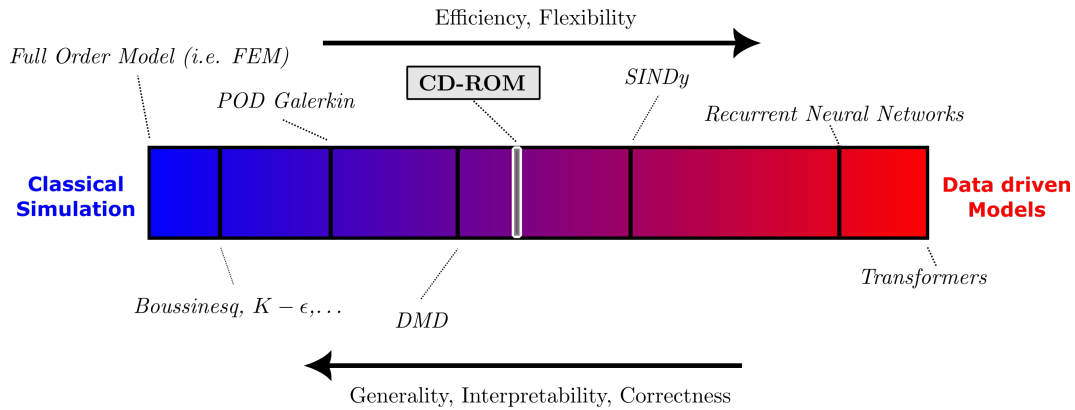 Efficiency, Flexibility
Full Order Model (i.e. FEM)
CD-ROM
SINDy
POD Galerkin
Recurrent Neural Networks
Classical
Simulation
Data driven
Models
Transformers
Boussinesq, K − ϵ,...
DMD
Generality, Interpretability, Correctness